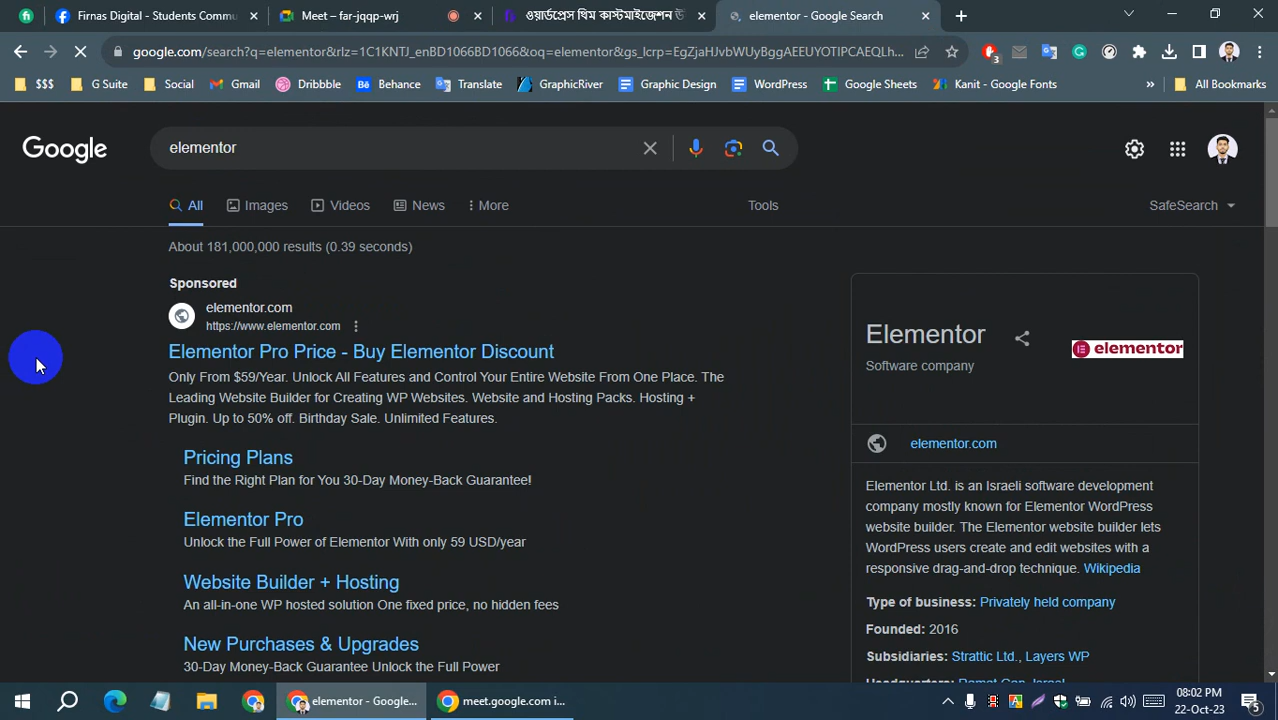 Firnas Digital - Students Commu
Meet – far-jqqp-wrj
ওয়ার্ডপ্রেস থিম কাস্টমাইজেশন উ
elementor - Google Search
google.com/search?q=elementor&rlz=1C1KNTJ_enBD1066BD1066&oq=elementor&gs_lcrp=EgZjaHJvbWUyBggAEEUYOTIPCAEQLh...
3
$$$
G Suite
Social
Gmail
Dribbble
Behance
Translate
GraphicRiver
Graphic Design
WordPress
Google Sheets
Kanit - Google Fonts
»
All Bookmarks
Google
elementor
All
Images
Videos
News
More
Tools
SafeSearch
About 181,000,000 results (0.39 seconds)
Sponsored
elementor.com
https://www.elementor.com
Elementor Pro Price - Buy Elementor Discount
Only From $59/Year. Unlock All Features and Control Your Entire Website From One Place. The
Leading Website Builder for Creating WP Websites. Website and Hosting Packs. Hosting +
Plugin. Up to 50% off. Birthday Sale. Unlimited Features.
Pricing Plans
Find the Right Plan for You 30-Day Money-Back Guarantee!
Elementor Pro
Unlock the Full Power of Elementor With only 59 USD/year
Website Builder + Hosting
An all-in-one WP hosted solution One fixed price, no hidden fees
New Purchases & Upgrades
30-Day Money-Back Guarantee Unlock the Full Power
Elementor
Software company
elementor
elementor.com
Elementor Ltd. is an Israeli software development
company mostly known for Elementor WordPress
website builder. The Elementor website builder lets
WordPress users create and edit websites with a
responsive drag-and-drop technique. Wikipedia
Type of business: Privately held company
Founded: 2016
Subsidiaries: Strattic Ltd., Layers WP
Headquarters: Ramat Gan, Israel
elementor - Google...
meet.google.com i...
08:02 PM
22-Oct-23
5